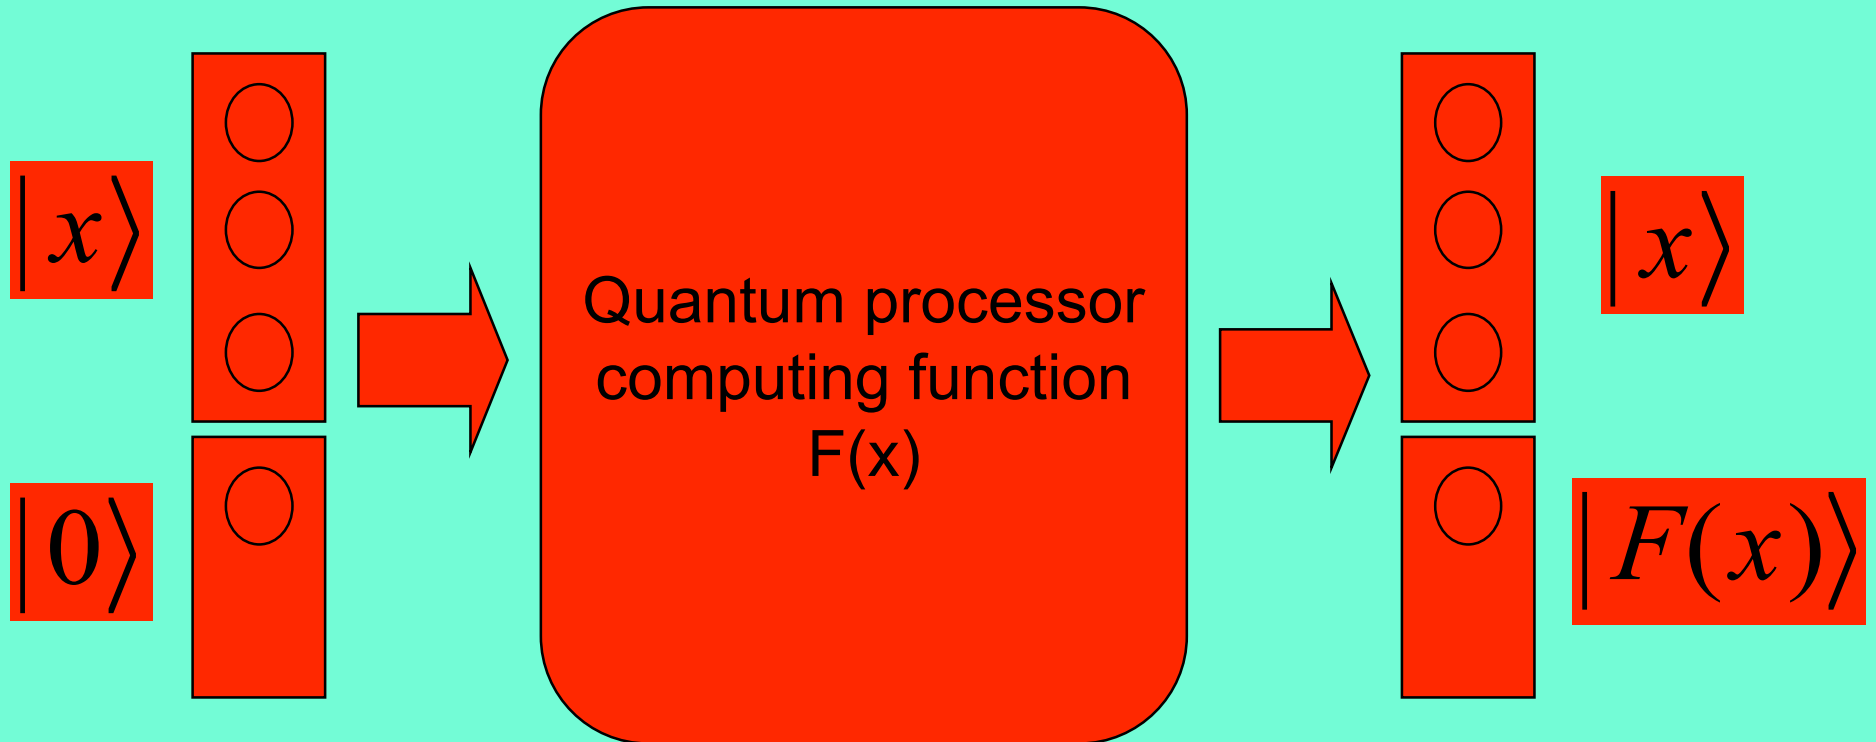 |x⟩
|0⟩
Quantum processor
computing function
F(x)
|x⟩
|F(x)⟩